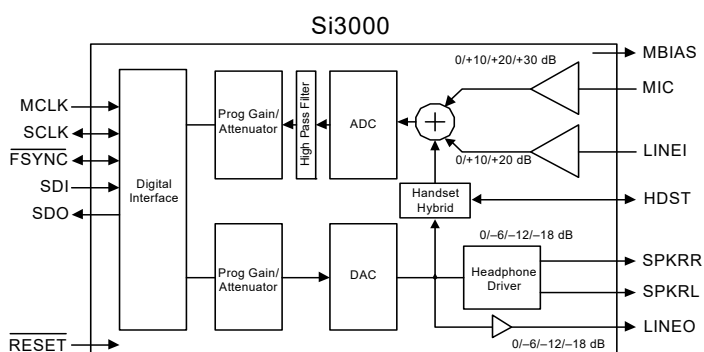 Si3000
MBIAS
0/+10/+20/+30 dB
MIC
MCLK
SCLK
FSYNC
SDI
SDO
RESET
Digital
Interface
Prog Gain/
Attenuator
High Pass Filter
ADC
+
0/+10/+20 dB
LINEI
Handset
Hybrid
HDST
Prog Gain/
Attenuator
DAC
0/–6/–12/–18 dB
Headphone
Driver
SPKRR
SPKRL
LINEO
0/–6/–12/–18 dB